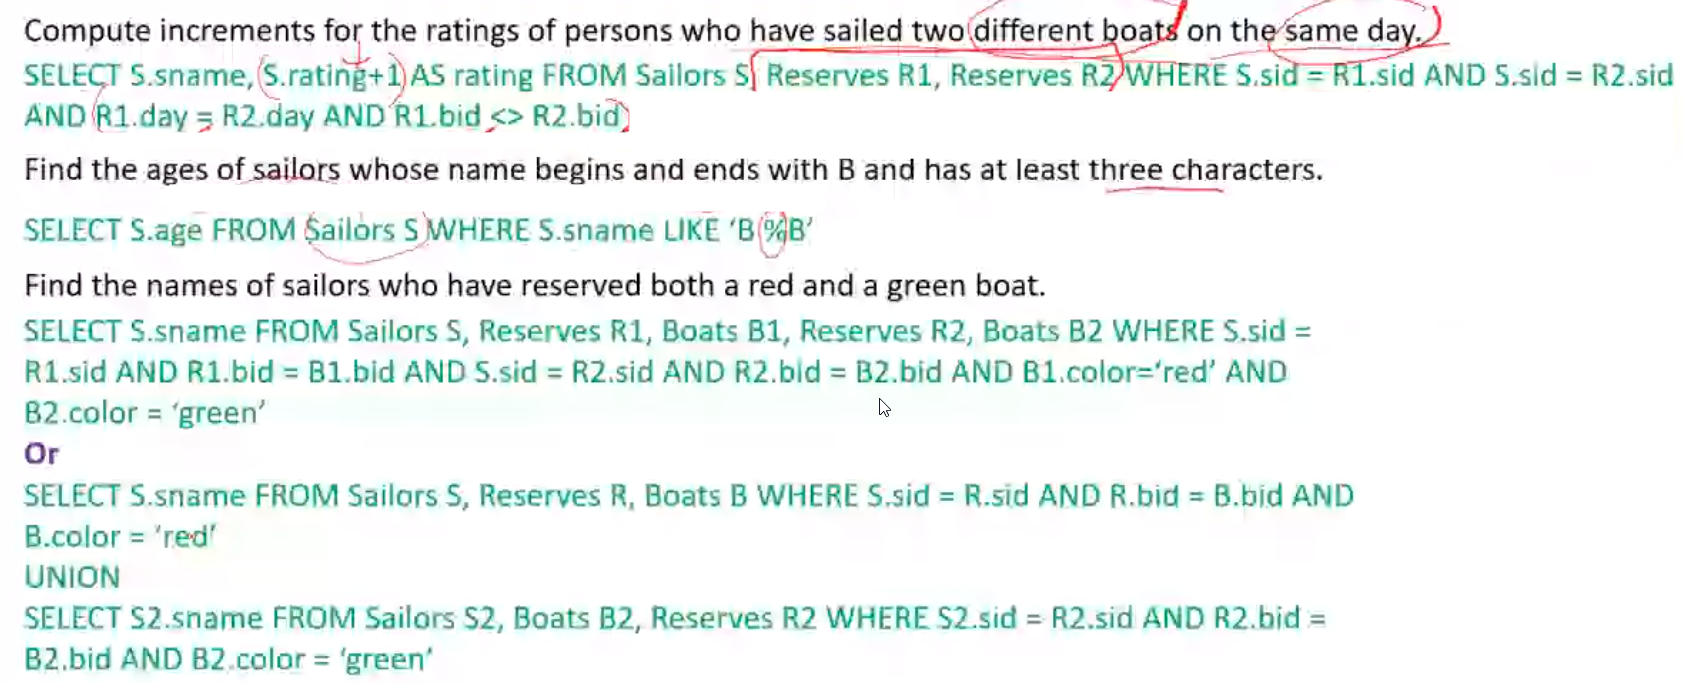 Compute increments for the ratings of persons who have sailed two different boats on the same day.
SELECT S.sname, (S.rating+1) AS rating FROM Sailors S, Reserves R1, Reserves R2 WHERE S.sid = R1.sid AND S.sid = R2.sid
AND R1.day = R2.day AND R1.bid <> R2.bid
Find the ages of sailors whose name begins and ends with B and has at least three characters.
SELECT S.age FROM Sailors S WHERE S.sname LIKE ‘B%B’
Find the names of sailors who have reserved both a red and a green boat.
SELECT S.sname FROM Sailors S, Reserves R1, Boats B1, Reserves R2, Boats B2 WHERE S.sid =
R1.sid AND R1.bid = B1.bid AND S.sid = R2.sid AND R2.bid = B2.bid AND B1.color=‘red’ AND
B2.color = ‘green’
Or
SELECT S.sname FROM Sailors S, Reserves R, Boats B WHERE S.sid = R.sid AND R.bid = B.bid AND
B.color = ‘red’
UNION
SELECT S2.sname FROM Sailors S2, Boats B2, Reserves R2 WHERE S2.sid = R2.sid AND R2.bid =
B2.bid AND B2.color = ‘green’